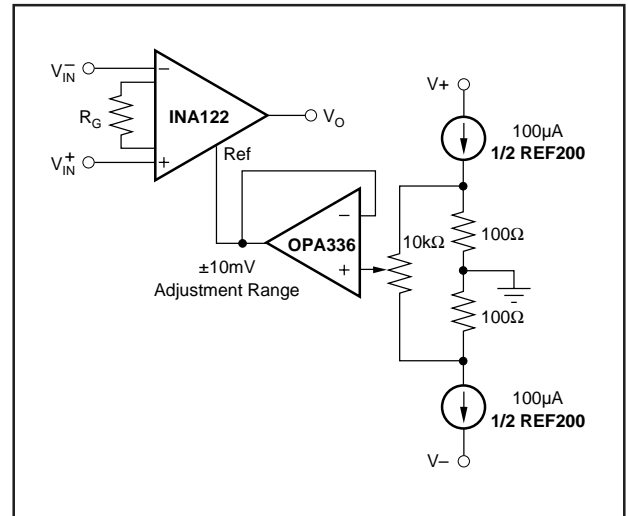 V−IN
RG
V+IN
−
+
INA122
VO
Ref
±10mV
Adjustment Range
−
+
OPA336
10kΩ
V+
100µA
1/2 REF200
100Ω
100Ω
100µA
1/2 REF200
V–